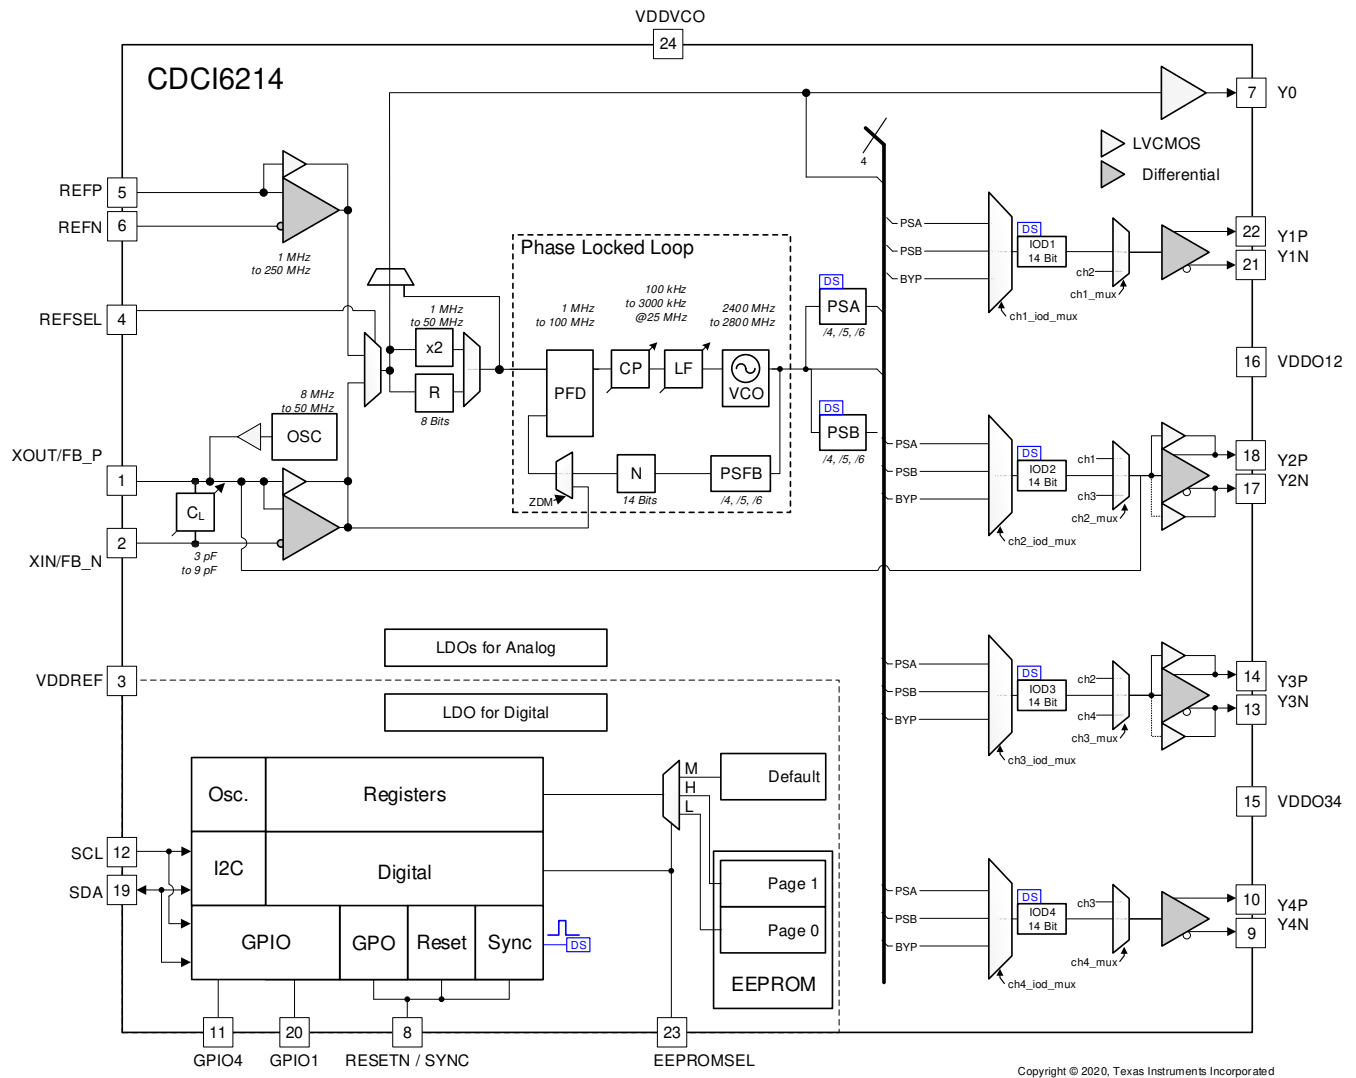 VDDVCO
24
CDCI6214
7 Y0
LVCMOS
Differential
4
REFP 5
REFN 6
1 MHz
to 250 MHz
REFSEL 4
8 MHz
to 50 MHz
OSC
XOUT/FB_P
1
CL
2
XIN/FB_N
3 pF
to 9 pF
1 MHz
to 50 MHz
x2
R
8 Bits
Phase Locked Loop
1 MHz
to 100 MHz
100 kHz
to 3000 kHz
@25 MHz
2400 MHz
to 2800 MHz
PFD
CP
LF
VCO
ZDM
N
14 Bits
PSFB
/4, /5, /6
DS
PSA
/4, /5, /6
DS
PSB
/4, /5, /6
PSA
PSB
BYP
ch1_iod_mux
DS
IOD1
14 Bit
ch2
ch1_mux
22 Y1P
21 Y1N
16 VDDO12
PSA
PSB
BYP
ch2_iod_mux
DS
IOD2
14 Bit
ch1
ch3
ch2_mux
18 Y2P
17 Y2N
PSA
PSB
BYP
ch3_iod_mux
DS
IOD3
14 Bit
ch2
ch4
ch3_mux
14 Y3P
13 Y3N
15 VDDO34
PSA
PSB
BYP
ch4_iod_mux
DS
IOD4
14 Bit
ch3
ch4_mux
10 Y4P
9 Y4N
LDOs for Analog
VDDREF 3
LDO for Digital
Osc.
Registers
I2C
Digital
GPIO
GPO
Reset
Sync
DS
SCL 12
SDA 19
M
H
L
Default
Page 1
Page 0
EEPROM
11
20
8
23
GPIO4
GPIO1
RESETN / SYNC
EEPROMSEL
Copyright © 2020, Texas Instruments Incorporated